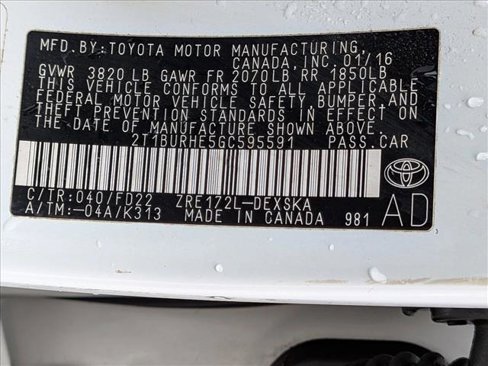 MFD. BY: TOYOTA MOTOR MANUFACTURING,
CANADA, INC. 01/16
GVWR 3820 LB GAWR FR 2070LB RR 1850LB
THIS VEHICLE CONFORMS TO ALL APPLICABLE
FEDERAL MOTOR VEHICLE SAFETY, BUMPER, AND
THEFT PREVENTION STANDARDS IN EFFECT ON
THE DATE OF MANUFACTURE SHOWN ABOVE.
2T1BURHE5GC595591 PASS.CAR
C/TR: 040/FD22 ZRE172L-DEXSKA
A/TM: -04A/K313 MADE IN CANADA 981 AD